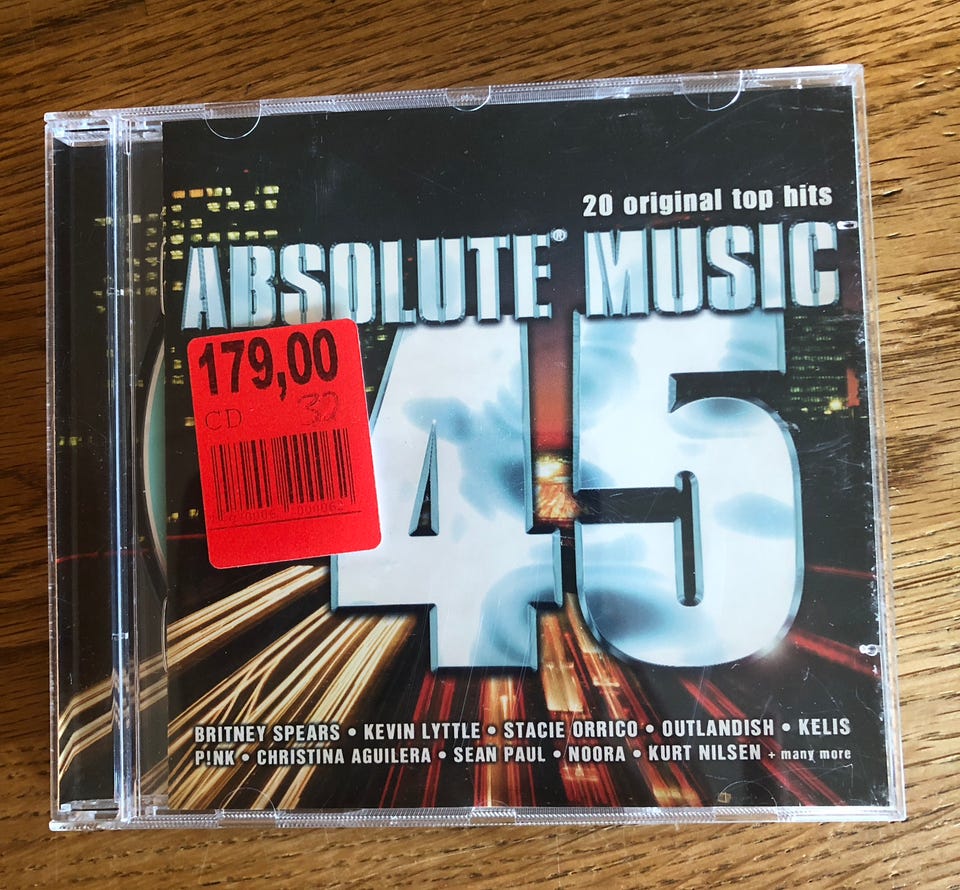 20 original top hits
ABSOLUTE® MUSIC
179,00
CD 32
45
BRITNEY SPEARS • KEVIN LYTTLE • STACIE ORRICO • OUTLANDISH • KELIS
P!NK • CHRISTINA AGUILERA • SEAN PAUL • NOORA • KURT NILSEN + many more